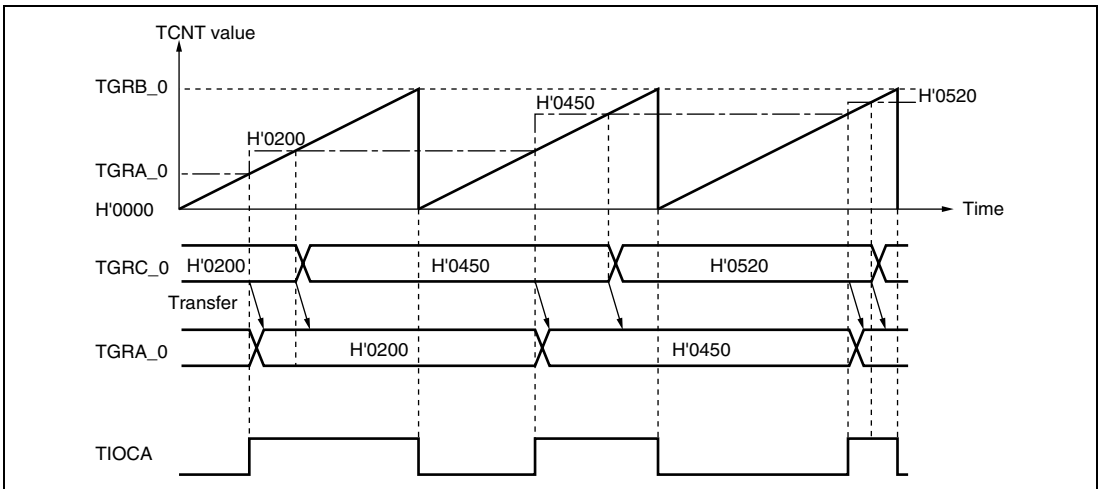 TCNT value
TGRB_0
H'0520
H'0450
H'0200
TGRA_0
H'0000
Time
TGRC_0 H'0200 H'0450 H'0520
Transfer
TGRA_0 H'0200 H'0450
TIOCA